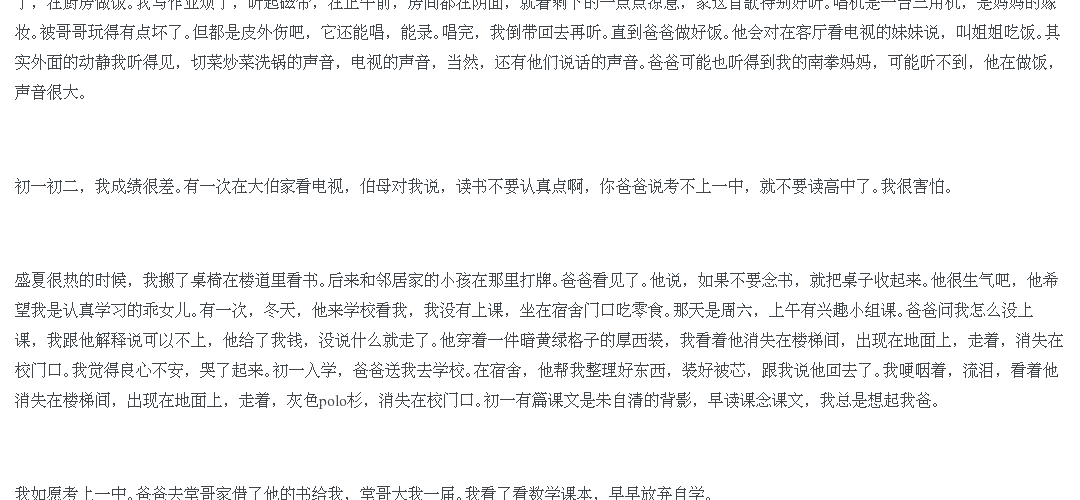 了，在厨房做饭。我写作业烦了，听起磁带，在正午前，房间都在阴面，就着剩下的一点点凉意，家这首歌特别好听。唱机是一台三用机，是妈妈的嫁
妆。被哥哥玩得有点坏了。但都是皮外伤吧，它还能唱，能录。唱完，我倒带回去再听。直到爸爸做好饭。他会对在客厅看电视的妹妹说，叫姐姐吃饭。其
实外面的动静我听得见，切菜炒菜洗锅的声音，电视的声音，当然，还有他们说话的声音。爸爸可能也听得到我的南拳妈妈，可能听不到，他在做饭，
声音很大。
初一初二，我成绩很差。有一次在大伯家看电视，伯母对我说，读书不要认真点啊，你爸爸说考不上一中，就不要读高中了。我很害怕。
盛夏很热的时候，我搬了桌椅在楼道里看书。后来和邻居家的小孩在那里打牌。爸爸看见了。他说，如果不要念书，就把桌子收起来。他很生气吧，他希
望我是认真学习的乖女儿。有一次，冬天，他来学校看我，我没有上课，坐在宿舍门口吃零食。那天是周六，上午有兴趣小组课。爸爸问我怎么没上
课，我跟他解释说可以不上，他给了我钱，没说什么就走了。他穿着一件暗黄绿格子的厚西装，我看着他消失在楼梯间，出现在地面上，走着，消失在
校门口。我觉得良心不安，哭了起来。初一入学，爸爸送我去学校。在宿舍，他帮我整理好东西，装好被芯，跟我说他回去了。我哽咽着，流泪，看着他
消失在楼梯间，出现在地面上，走着，灰色polo衫，消失在校门口。初一有篇课文是朱自清的背影，早读课念课文，我总是想起我爸。
我如愿考上一中。爸爸去堂哥家借了他的书给我，堂哥大我一届。我看了看数学课本，早早放弃自学。